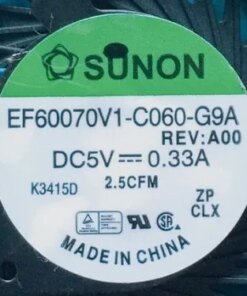 SUNON
EF60070V1-C060-G9A
REV:A00
DC5V⎓0.33A
K3415D 2.5CFM
ZP
CLX
MADE IN CHINA